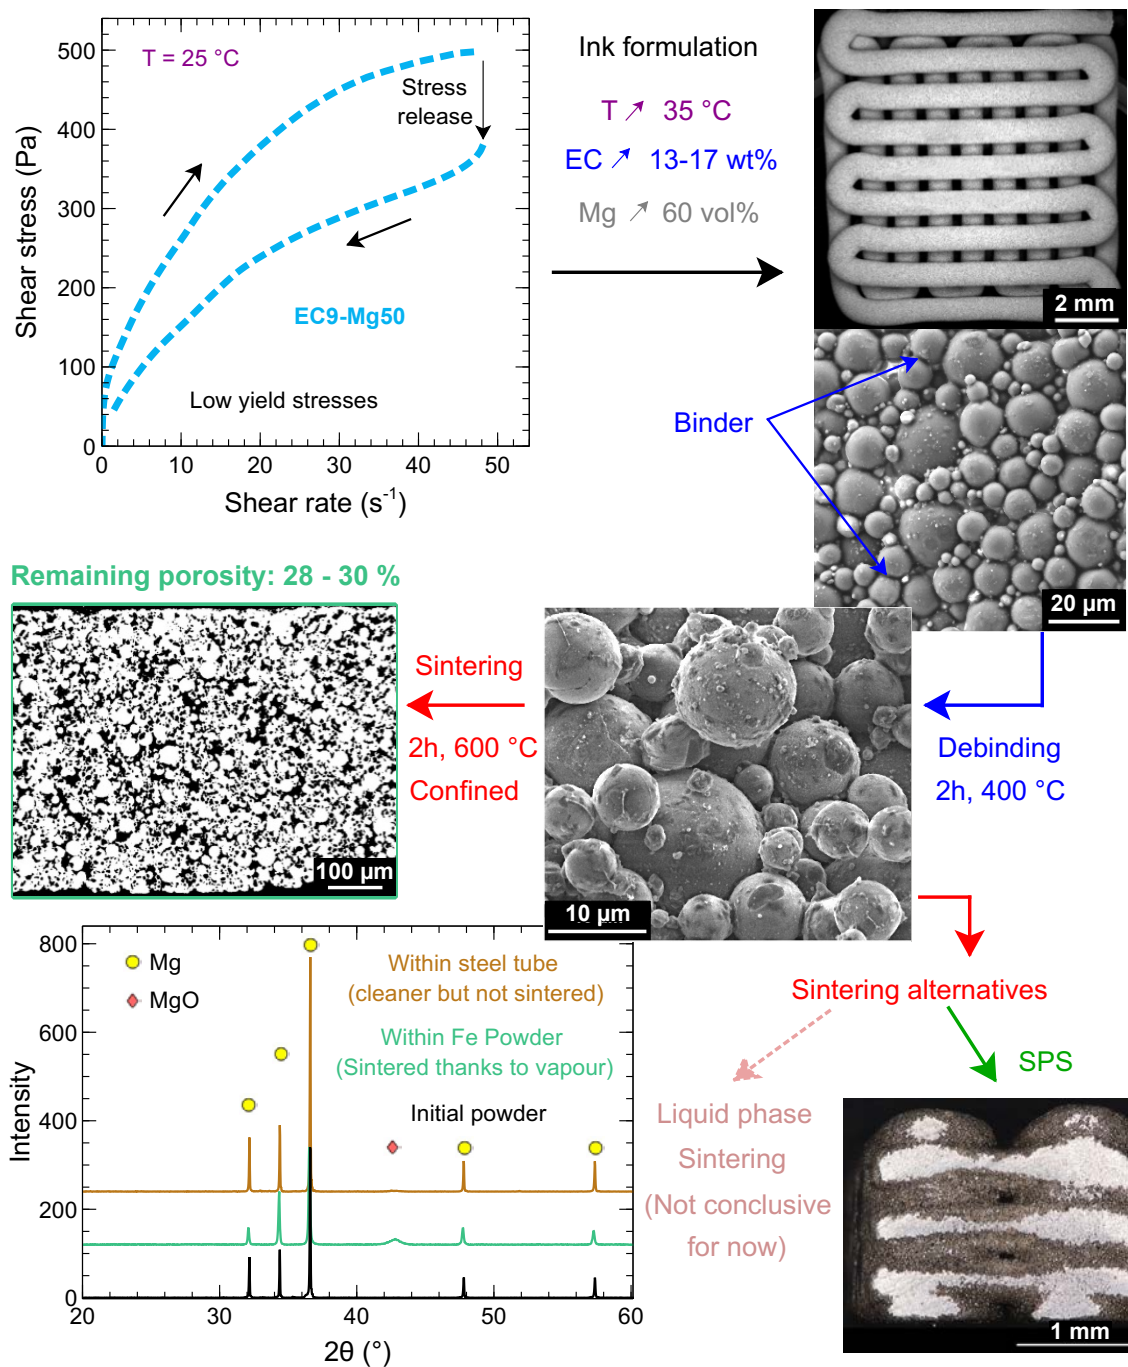 500
400
300
200
100
0
Shear stress (Pa)
T = 25 °C
Stress
release
EC9-Mg50
Low yield stresses
0 10 20 30 40 50
Shear rate (s⁻¹)
Ink formulation
T ↗ 35 °C
EC ↗ 13-17 wt%
Mg ↗ 60 vol%
2 mm
Binder
20 µm
Remaining porosity: 28 - 30 %
100 µm
Sintering
2h, 600 °C
Confined
10 µm
Debinding
2h, 400 °C
800
600
400
200
0
Intensity
Mg
MgO
Within steel tube
(cleaner but not sintered)
Within Fe Powder
(Sintered thanks to vapour)
Initial powder
20 30 40 50 60
2θ (°)
Sintering alternatives
SPS
Liquid phase
Sintering
(Not conclusive
for now)
1 mm